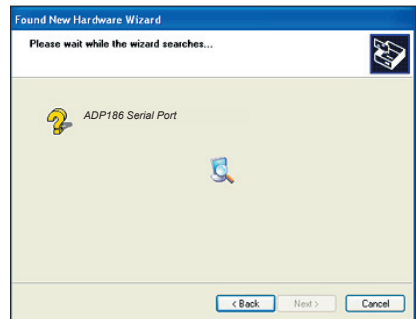 Found New Hardware Wizard
Please wait while the wizard searches...
ADP186 Serial Port
< Back
Next >
Cancel